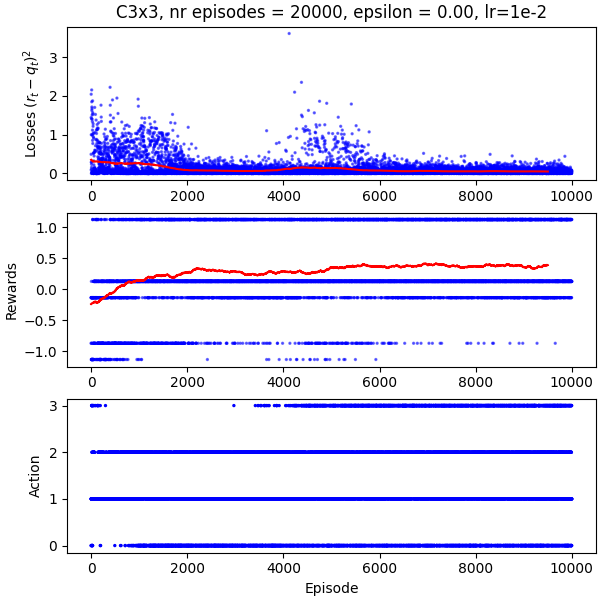 C3x3, nr episodes = 20000, epsilon = 0.00, lr=1e-2
Losses (r_t − q_t)^2
3
2
1
0
0 2000 4000 6000 8000 10000
Rewards
1.0
0.5
0.0
−0.5
−1.0
0 2000 4000 6000 8000 10000
Action
3
2
1
0
0 2000 4000 6000 8000 10000
Episode